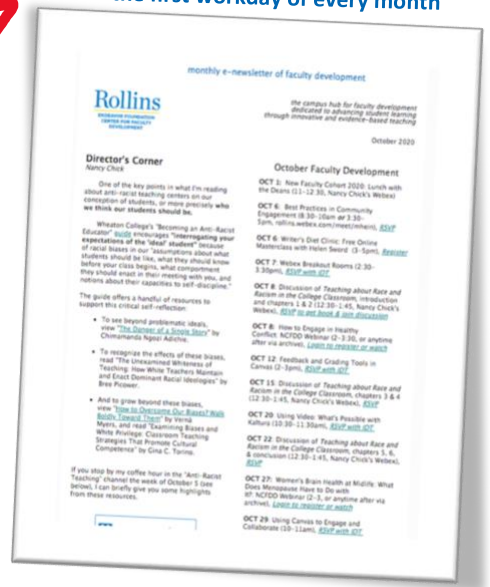 the first workday of every month
monthly e-newsletter of faculty development
Rollins
ENDEAVOR FOUNDATION
CENTER FOR FACULTY
DEVELOPMENT
the campus hub for faculty development
dedicated to advancing student learning
through innovative and evidence-based teaching
October 2020
Director's Corner
Nancy Chick
One of the key points in what I'm reading
about anti-racist teaching centers on our
conception of students, or more precisely who
we think our students should be.
Wheaton College's "Becoming an Anti-Racist
Educator" guide encourages "interrogating your
expectations of the 'ideal' student" because
of racial biases in our "assumptions about what
students should be like, what they should know
before your class begins, what comportment
they should enact in their meeting with you, and
notions about their capacities to self-discipline."
The guide offers a handful of resources to
support this critical self-reflection:
• To see beyond problematic ideals,
view "The Danger of a Single Story" by
Chimamanda Ngozi Adichie.
• To recognize the effects of these biases,
read "The Unexamined Whiteness of
Teaching: How White Teachers Maintain
and Enact Dominant Racial Ideologies" by
Bree Picower.
• And to grow beyond these biases,
view "How to Overcome Our Biases? Walk
Boldly Toward Them" by Vernā
Myers, and read "Examining Biases and
White Privilege: Classroom Teaching
Strategies That Promote Cultural
Competence" by Gina C. Torino.
If you stop by my coffee hour in the "Anti-Racist
Teaching" channel the week of October 5 (see
below), I can briefly give you some highlights
from these resources.
October Faculty Development
OCT 1: New Faculty Cohort 2020: Lunch with
the Deans (11-12:30, Nancy Chick's Webex)
OCT 6: Best Practices in Community
Engagement (8:30-10am or 3:30-
5pm, rollins.webex.com/meet/mherri), RSVP
OCT 6: Writer's Diet Clinic: Free Online
Masterclass with Helen Sword (3-5pm), Register
OCT 7: Webex Breakout Rooms (2:30-
3:30pm), RSVP with IDT
OCT 8: Discussion of Teaching about Race and
Racism in the College Classroom, introduction
and chapters 1 & 2 (12:30-1:45, Nancy Chick's
Webex), RSVP to get book & join discussion
OCT 8: How to Engage in Healthy
Conflict: NCFDD Webinar (2-3:30, or anytime
after via archive), Login to register or watch
OCT 12: Feedback and Grading Tools in
Canvas (2-3pm), RSVP with IDT
OCT 15: Discussion of Teaching about Race and
Racism in the College Classroom, chapters 3 & 4
(12:30-1:45, Nancy Chick's Webex), RSVP
OCT 20: Using Video: What's Possible with
Kaltura (10:30-11:30am), RSVP with IDT
OCT 22: Discussion of Teaching about Race and
Racism in the College Classroom, chapters 5, 6,
& conclusion (12:30-1:45, Nancy Chick's Webex),
RSVP
OCT 27: Women's Brain Health at Midlife: What
Does Menopause Have to Do with
It?: NCFDD Webinar (2-3, or anytime after via
archive), Login to register or watch
OCT 29: Using Canvas to Engage and
Collaborate (10-11am), RSVP with IDT